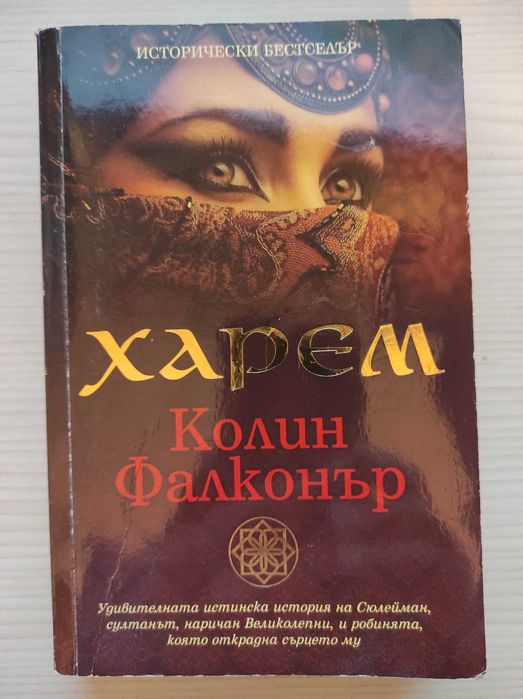 ИСТОРИЧЕСКИ БЕСТСЕЛЪР
ХАРЕМ
Колин
Фалконър
Удивителната истинска история на Сюлейман,
султанът, наричан Великолепни, и робинята,
която открадна сърцето му